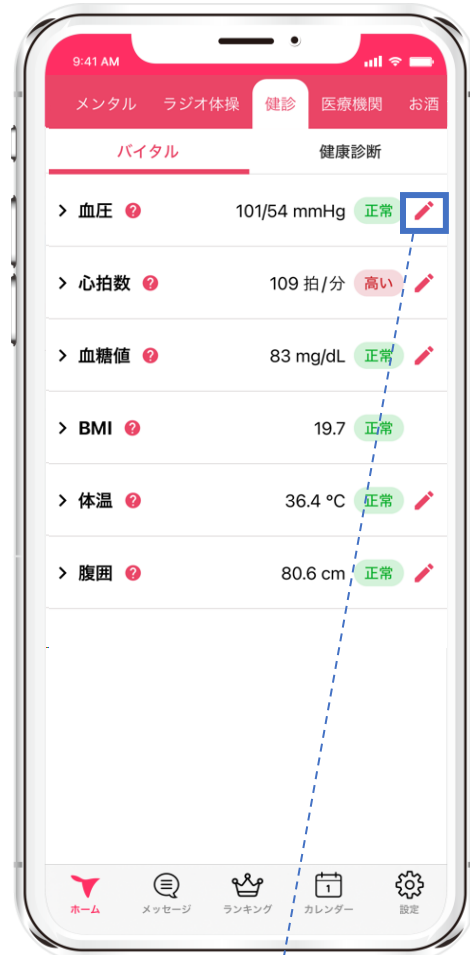 9:41 AM
メンタル ラジオ体操 健診 医療機関 お酒
バイタル 健康診断
血圧 ? 101/54 mmHg 正常
心拍数 ? 109 拍/分 高い
血糖値 ? 83 mg/dL 正常
BMI ? 19.7 正常
体温 ? 36.4 °C 正常
腹囲 ? 80.6 cm 正常
1
ホーム メッセージ ランキング カレンダー 設定